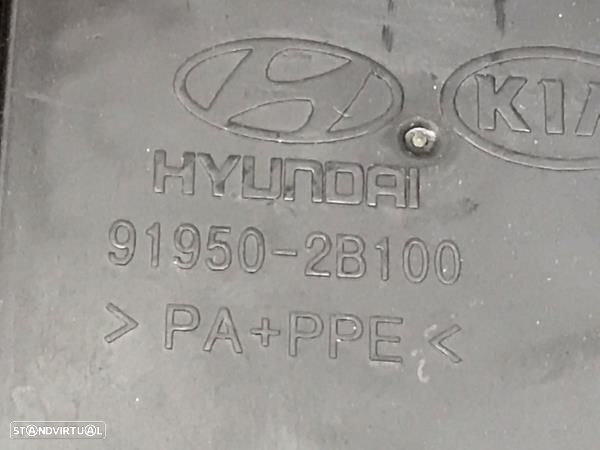 KIA
HYUNDAI
91950-2B100
> PA+PPE <
STANDVIRTUAL